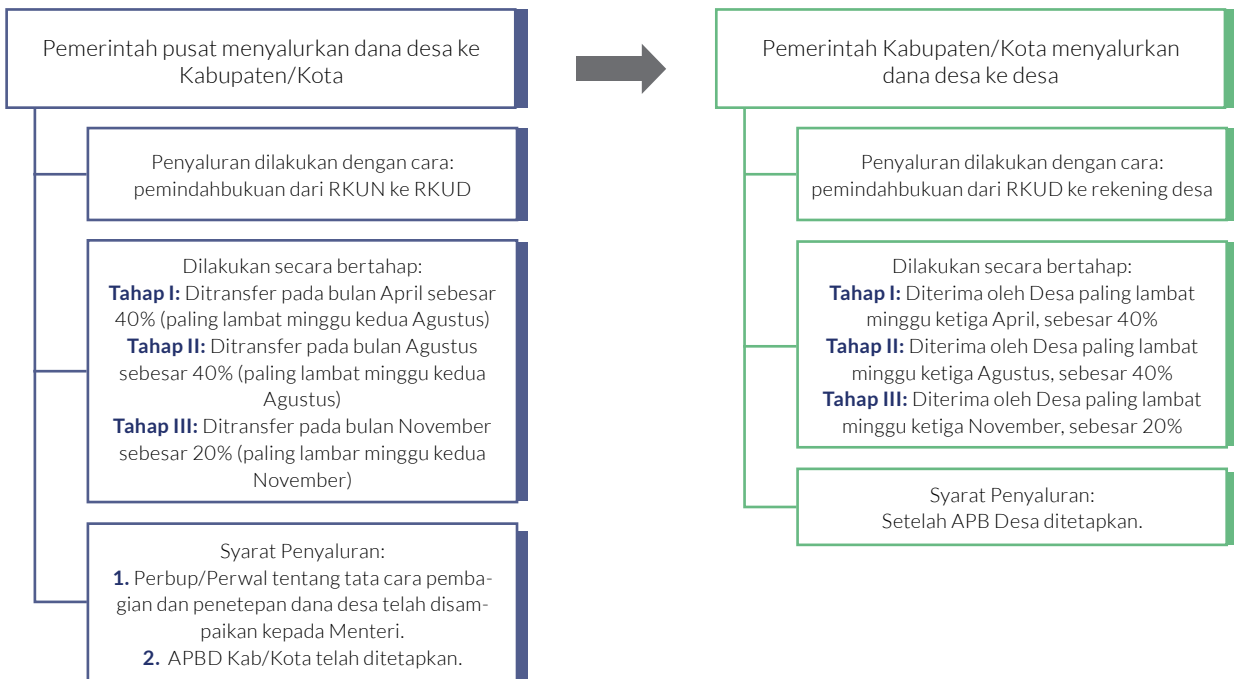 Pemerintah pusat menyalurkan dana desa ke
Kabupaten/Kota
Penyaluran dilakukan dengan cara:
pemindahbukuan dari RKUN ke RKUD
Dilakukan secara bertahap:
Tahap I: Ditransfer pada bulan April sebesar
40% (paling lambat minggu kedua Agustus)
Tahap II: Ditransfer pada bulan Agustus
sebesar 40% (paling lambat minggu kedua
Agustus)
Tahap III: Ditransfer pada bulan November
sebesar 20% (paling lambar minggu kedua
November)
Syarat Penyaluran:
1. Perbup/Perwal tentang tata cara pemba-
gian dan penetepan dana desa telah disam-
paikan kepada Menteri.
2. APBD Kab/Kota telah ditetapkan.
Pemerintah Kabupaten/Kota menyalurkan
dana desa ke desa
Penyaluran dilakukan dengan cara:
pemindahbukuan dari RKUD ke rekening desa
Dilakukan secara bertahap:
Tahap I: Diterima oleh Desa paling lambat
minggu ketiga April, sebesar 40%
Tahap II: Diterima oleh Desa paling lambat
minggu ketiga Agustus, sebesar 40%
Tahap III: Diterima oleh Desa paling lambat
minggu ketiga November, sebesar 20%
Syarat Penyaluran:
Setelah APB Desa ditetapkan.